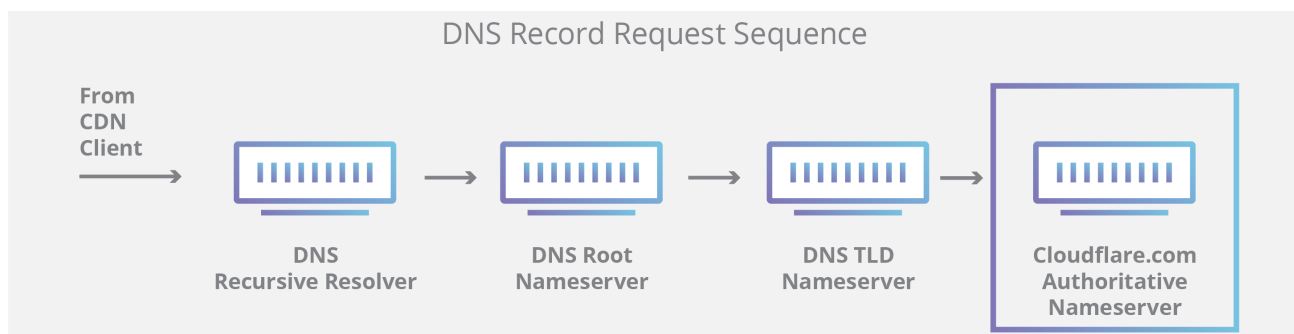 DNS Record Request Sequence
From
CDN
Client
DNS
Recursive Resolver
DNS Root
Nameserver
DNS TLD
Nameserver
Cloudflare.com
Authoritative
Nameserver